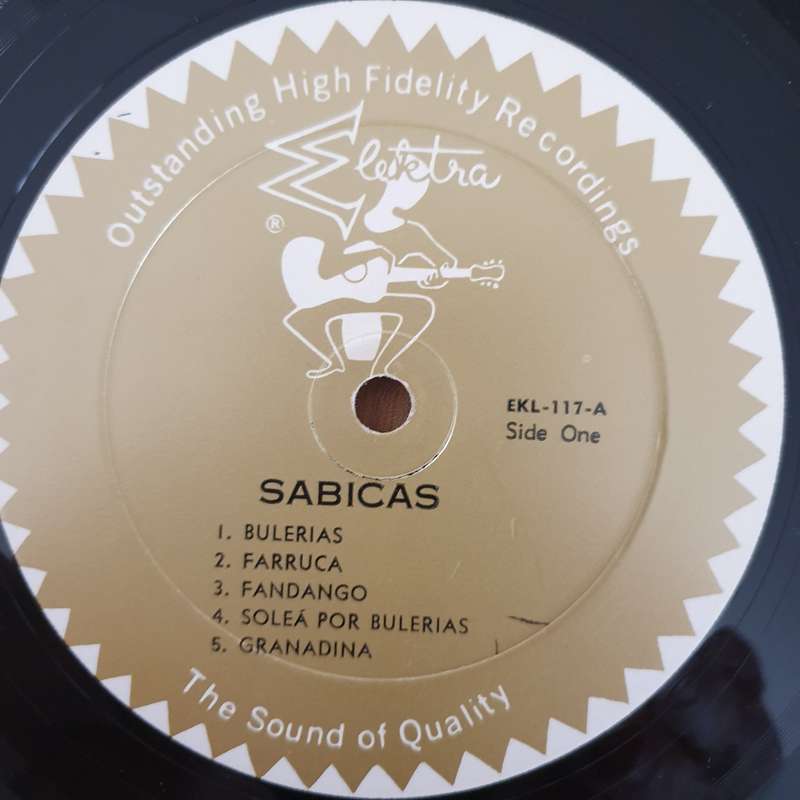 Outstanding High Fidelity Recordings
Elektra
®
EKL-117-A
Side One
SABICAS
1. BULERIAS
2. FARRUCA
3. FANDANGO
4. SOLEÁ POR BULERIAS
5. GRANADINA
The Sound of Quality